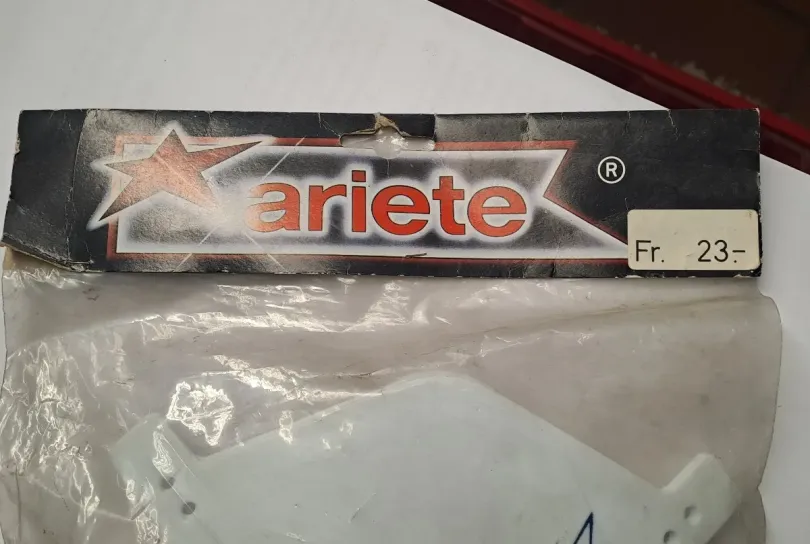 ariete ®
Fr. 23.-